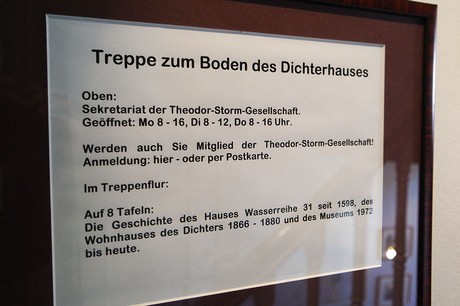 Treppe zum Boden des Dichterhauses
Oben:
Sekretariat der Theodor-Storm-Gesellschaft.
Geöffnet: Mo 8 - 16, Di 8 - 12, Do 8 - 16 Uhr.
Werden auch Sie Mitglied der Theodor-Storm-Gesellschaft!
Anmeldung: hier - oder per Postkarte.
Im Treppenflur:
Auf 8 Tafeln:
Die Geschichte des Hauses Wasserreihe 31 seit 1598, des
Wohnhauses des Dichters 1866 - 1880 und des Museums 1972
bis heute.